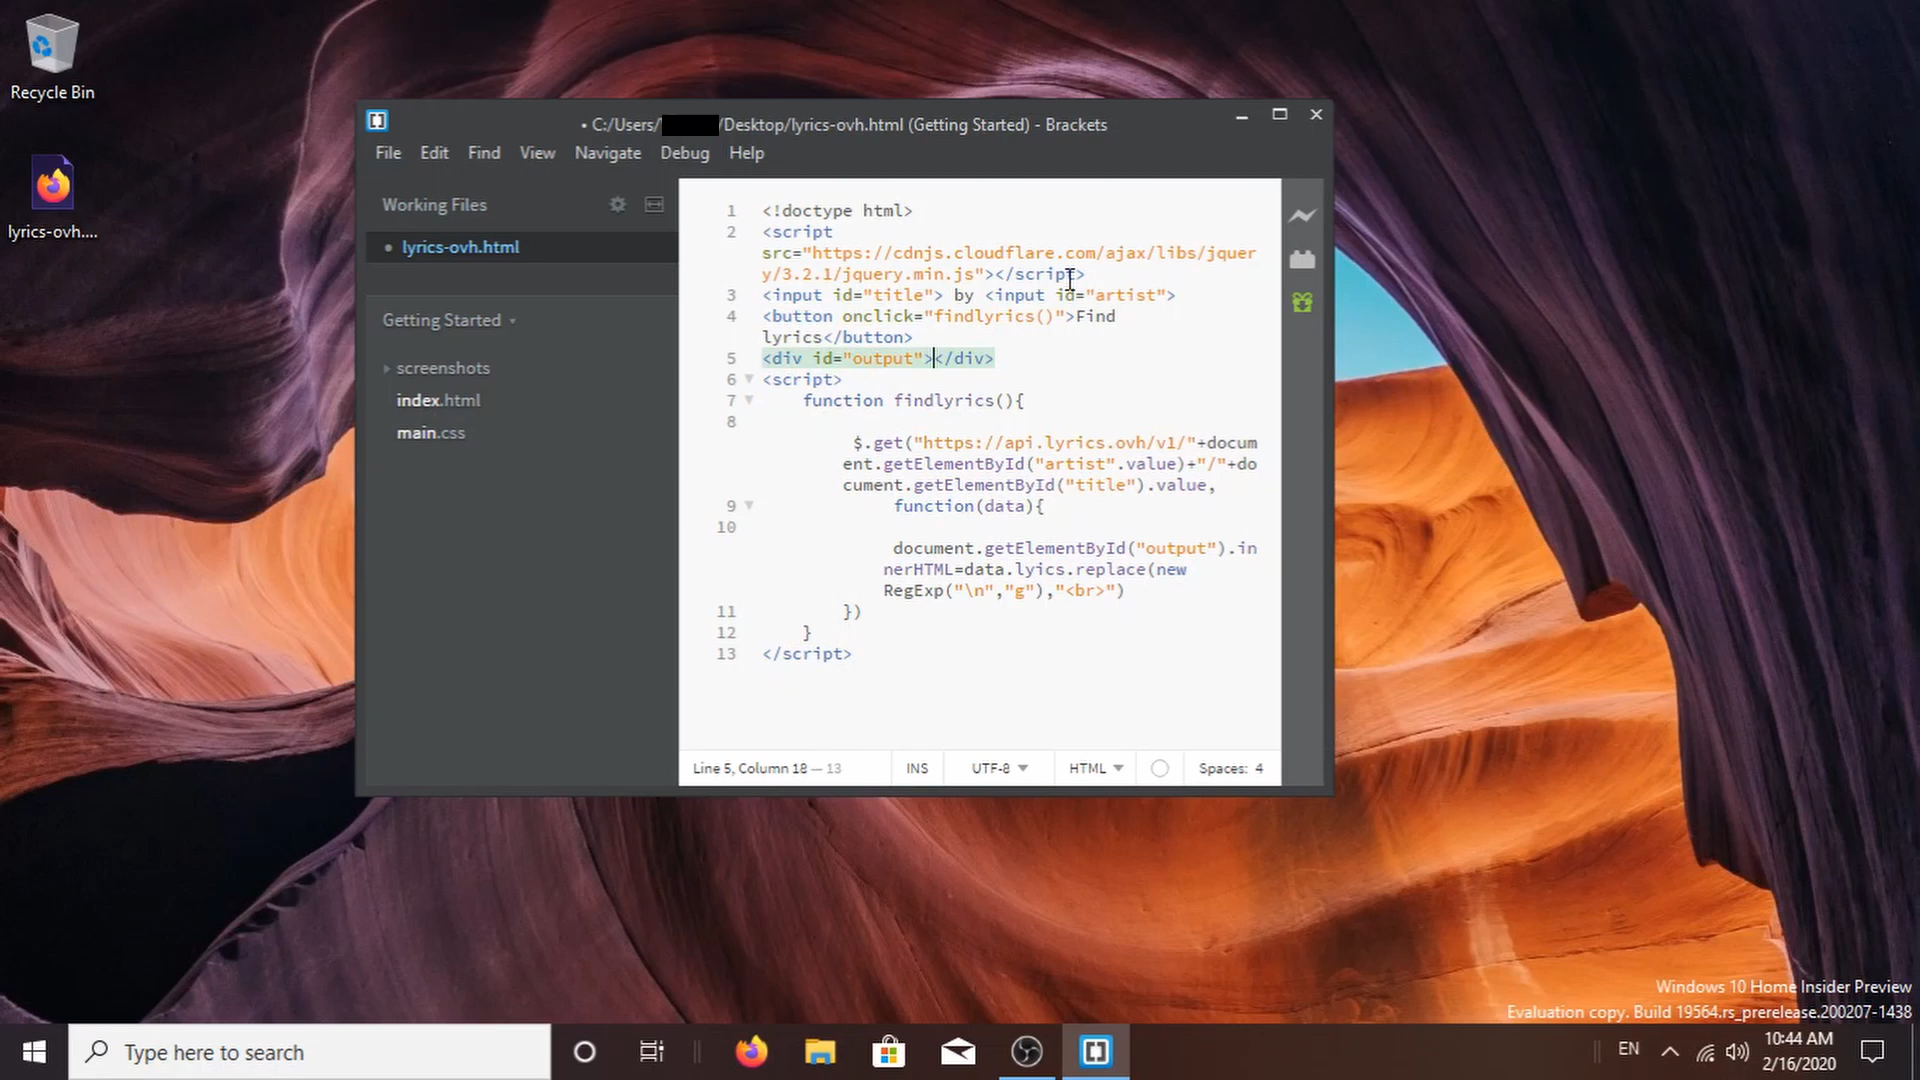 Recycle Bin
lyrics-ovh....
• C:/Users/ /Desktop/lyrics-ovh.html (Getting Started) - Brackets
File Edit Find View Navigate Debug Help
Working Files
• lyrics-ovh.html
Getting Started
screenshots
index.html
main.css
1 <!doctype html>
2 <script
src="https://cdnjs.cloudflare.com/ajax/libs/jquer
y/3.2.1/jquery.min.js"></script>
3 <input id="title"> by <input id="artist">
4 <button onclick="findlyrics()">Find
lyrics</button>
5 <div id="output"></div>
6 <script>
7 function findlyrics(){
8
$.get("https://api.lyrics.ovh/v1/"+docum
ent.getElementById("artist".value)+"/"+do
cument.getElementById("title").value,
9 function(data){
10
document.getElementById("output").in
nerHTML=data.lyics.replace(new
RegExp("\n","g"),"<br>")
11 })
12 }
13 </script>
Line 5, Column 18 — 13 INS UTF-8 HTML Spaces: 4
Windows 10 Home Insider Preview
Evaluation copy. Build 19564.rs_prerelease.200207-1438
Type here to search
EN
10:44 AM
2/16/2020